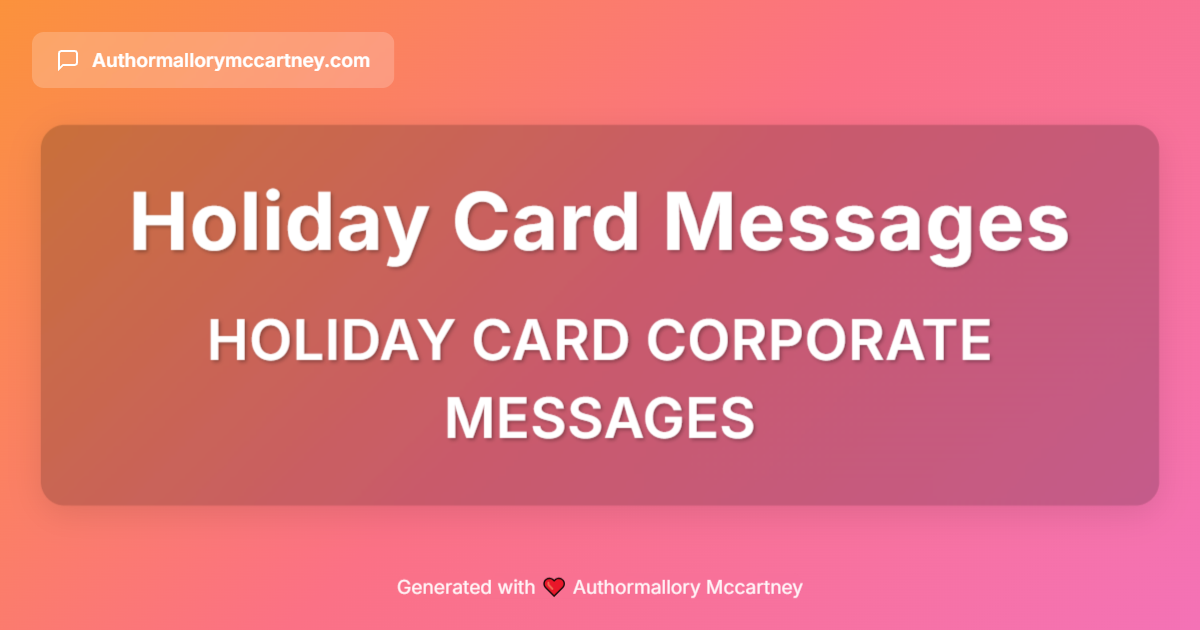 Authormallorymccartney.com
Holiday Card Messages
HOLIDAY CARD CORPORATE
MESSAGES
Generated with ❤️ Authormallory Mccartney